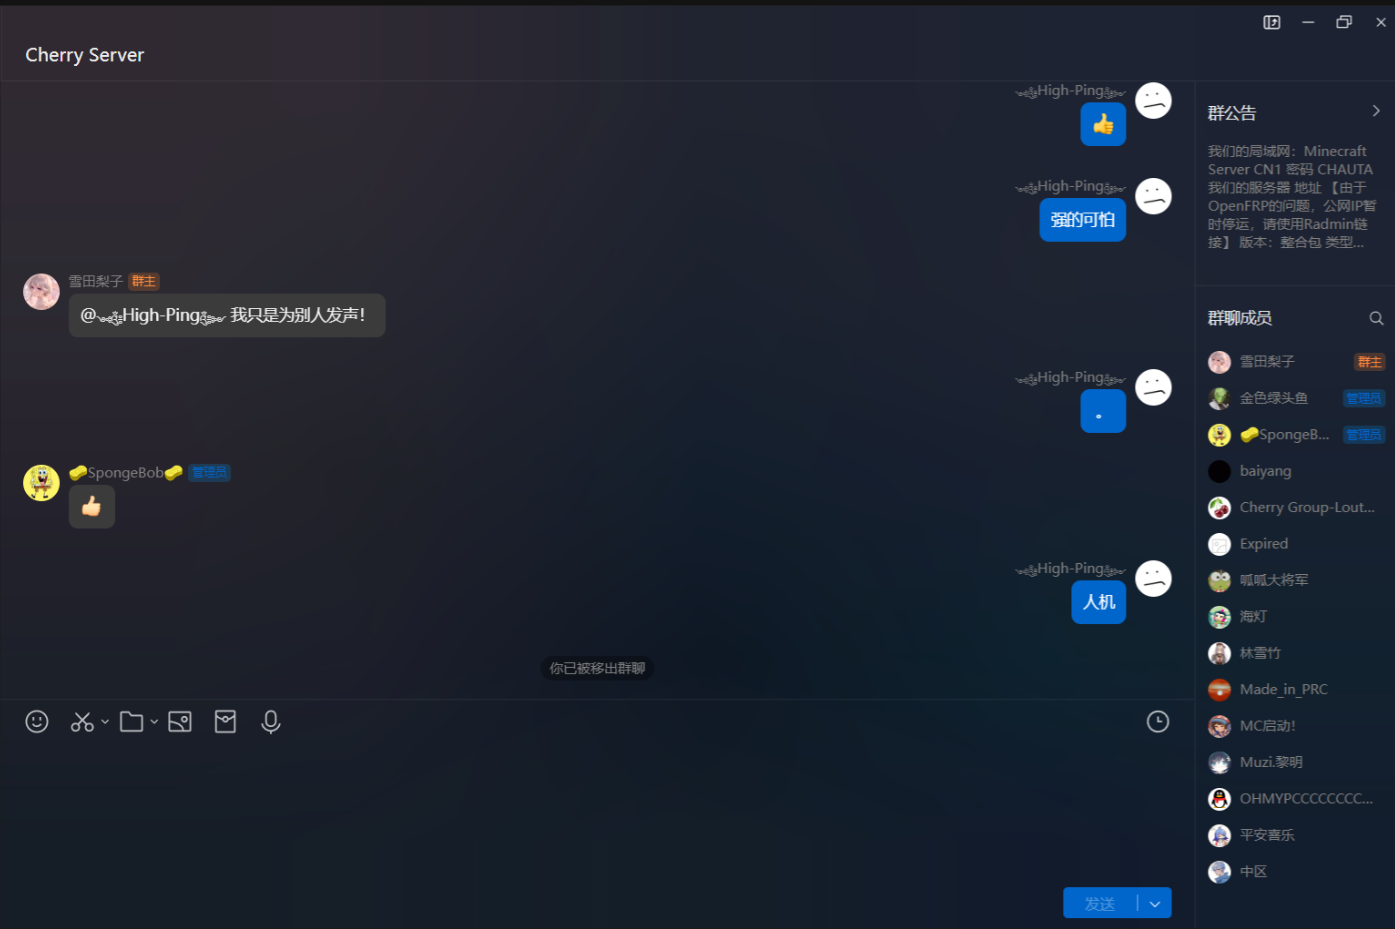 Cherry Server
High-Ping
👍
High-Ping
强的可怕
雪田梨子 群主
@High-Ping 我只是为别人发声！
High-Ping
。
SpongeBob 管理员
👍
High-Ping
人机
你已被移出群聊
发送
群公告
我们的局域网：Minecraft
Server CN1 密码 CHAUTA
我们的服务器 地址 【由于
OpenFRP的问题，公网IP暂
时停运，请使用Radmin链
接】 版本：整合包 类型...
群聊成员
雪田梨子 群主
金色绿头鱼 管理员
SpongeB... 管理员
baiyang
Cherry Group-Lout...
Expired
呱呱大将军
海灯
林雪竹
Made_in_PRC
MC启动！
Muzi.黎明
OHMYPCCCCCCCC...
平安喜乐
中区